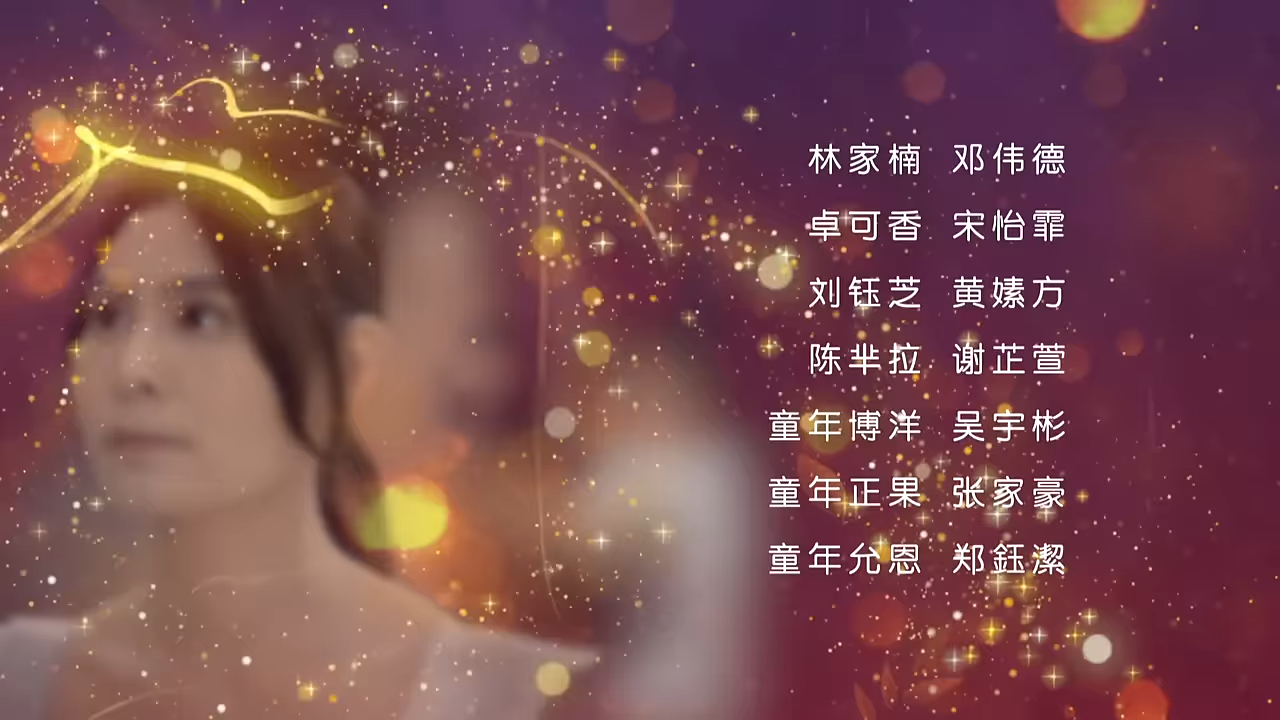 林家楠 邓伟德
卓可香 宋怡霏
刘钰芝 黄嫊方
陈芈拉 谢芷萱
童年博洋 吴宇彬
童年正果 张家豪
童年允恩 郑鈺潔